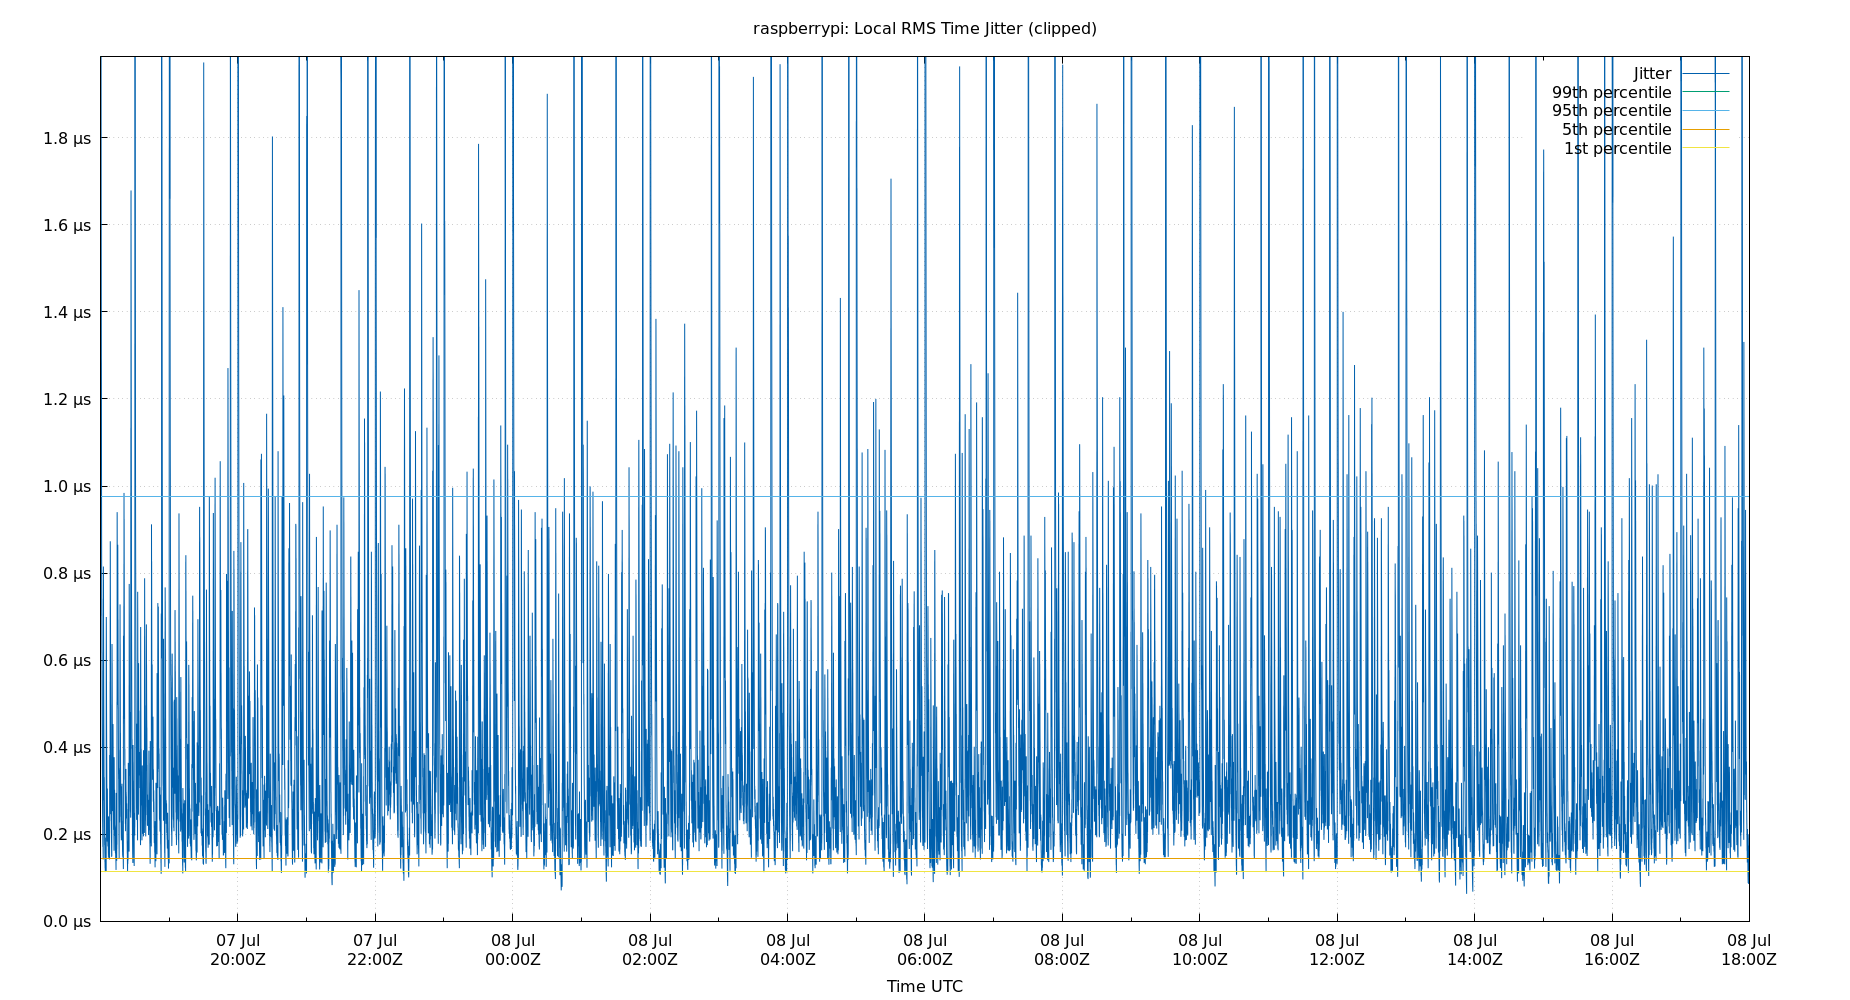 raspberrypi: Local RMS Time Jitter (clipped)
Jitter
99th percentile
95th percentile
5th percentile
1st percentile
1.8 µs
1.6 µs
1.4 µs
1.2 µs
1.0 µs
0.8 µs
0.6 µs
0.4 µs
0.2 µs
0.0 µs
07 Jul 07 Jul 08 Jul 08 Jul 08 Jul 08 Jul 08 Jul 08 Jul 08 Jul 08 Jul 08 Jul 08 Jul
20:00Z 22:00Z 00:00Z 02:00Z 04:00Z 06:00Z 08:00Z 10:00Z 12:00Z 14:00Z 16:00Z 18:00Z
Time UTC